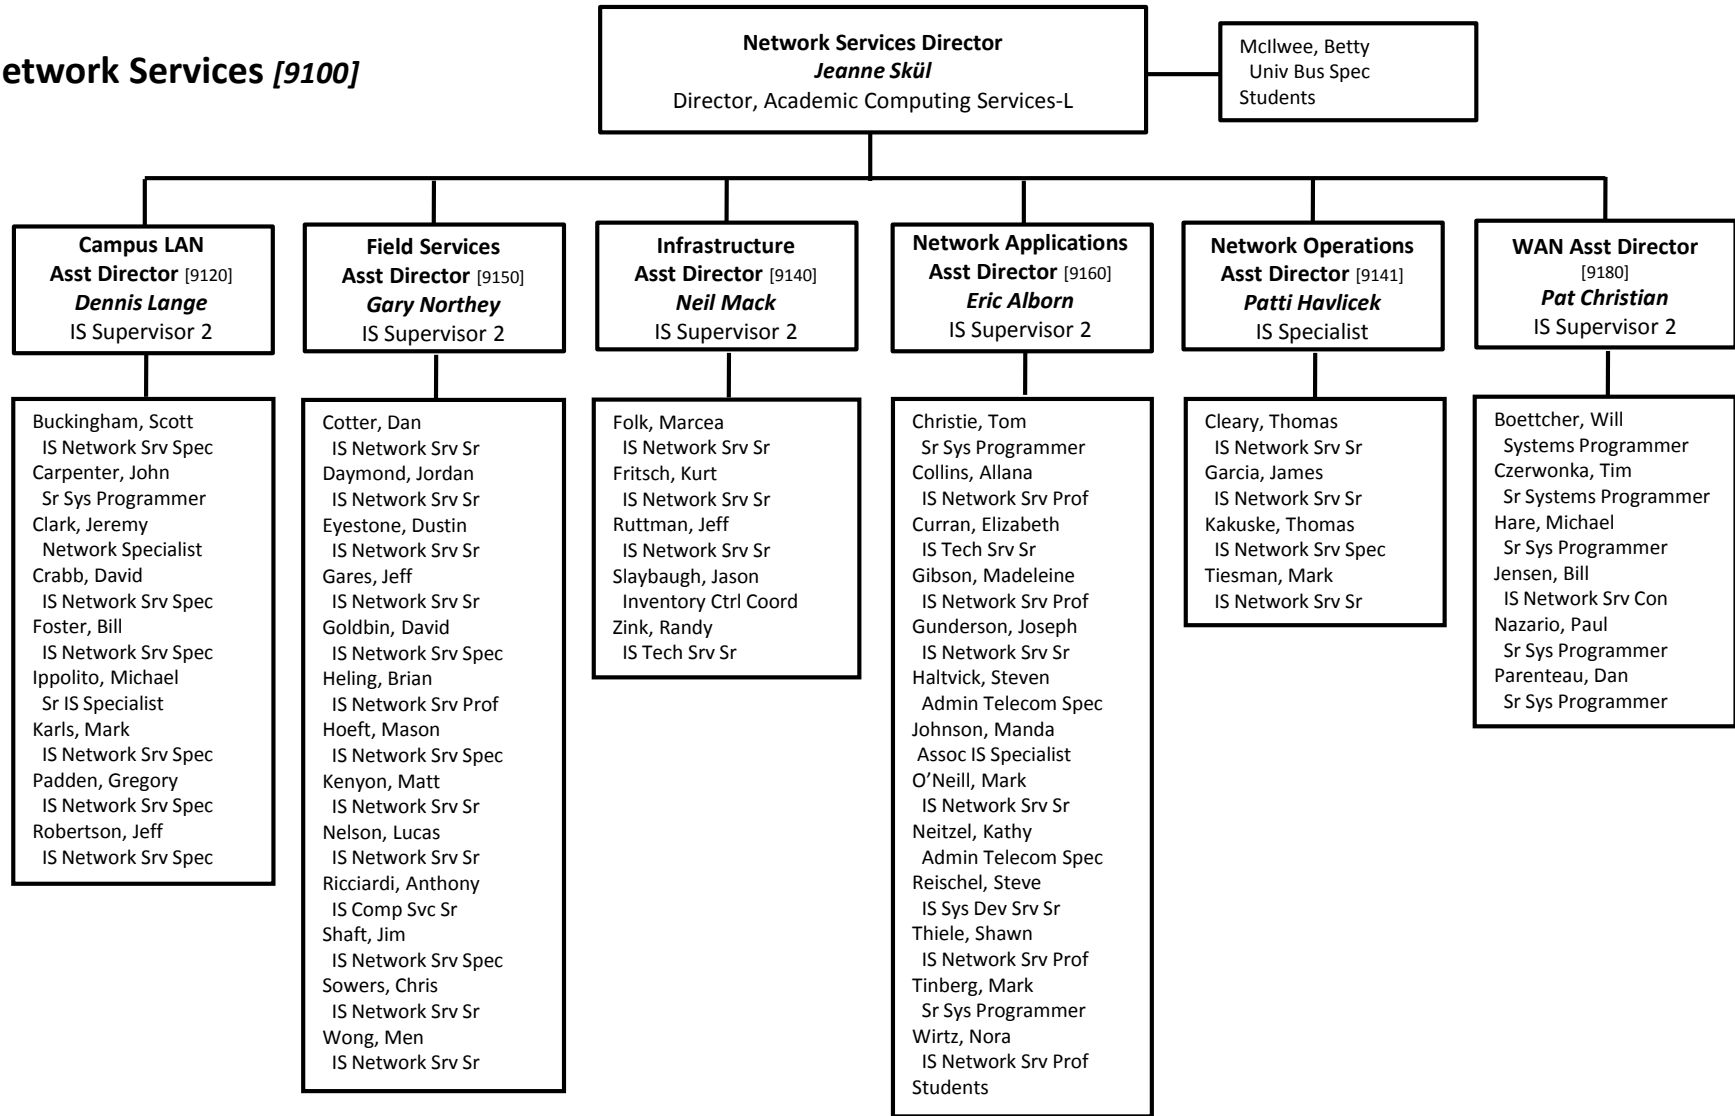 etwork Services [9100]
Network Services Director
Jeanne Skül
Director, Academic Computing Services-L
McIlwee, Betty
Univ Bus Spec
Students
Campus LAN
Asst Director [9120]
Dennis Lange
IS Supervisor 2
Buckingham, Scott
IS Network Srv Spec
Carpenter, John
Sr Sys Programmer
Clark, Jeremy
Network Specialist
Crabb, David
IS Network Srv Spec
Foster, Bill
IS Network Srv Spec
Ippolito, Michael
Sr IS Specialist
Karls, Mark
IS Network Srv Spec
Padden, Gregory
IS Network Srv Spec
Robertson, Jeff
IS Network Srv Spec
Field Services
Asst Director [9150]
Gary Northey
IS Supervisor 2
Cotter, Dan
IS Network Srv Sr
Daymond, Jordan
IS Network Srv Sr
Eyestone, Dustin
IS Network Srv Sr
Gares, Jeff
IS Network Srv Sr
Goldbin, David
IS Network Srv Spec
Heling, Brian
IS Network Srv Prof
Hoeft, Mason
IS Network Srv Spec
Kenyon, Matt
IS Network Srv Sr
Nelson, Lucas
IS Network Srv Sr
Ricciardi, Anthony
IS Comp Svc Sr
Shaft, Jim
IS Network Srv Spec
Sowers, Chris
IS Network Srv Sr
Wong, Men
IS Network Srv Sr
Infrastructure
Asst Director [9140]
Neil Mack
IS Supervisor 2
Folk, Marcea
IS Network Srv Sr
Fritsch, Kurt
IS Network Srv Sr
Ruttman, Jeff
IS Network Srv Sr
Slaybaugh, Jason
Inventory Ctrl Coord
Zink, Randy
IS Tech Srv Sr
Network Applications
Asst Director [9160]
Eric Alborn
IS Supervisor 2
Christie, Tom
Sr Sys Programmer
Collins, Allana
IS Network Srv Prof
Curran, Elizabeth
IS Tech Srv Sr
Gibson, Madeleine
IS Network Srv Prof
Gunderson, Joseph
IS Network Srv Sr
Haltvick, Steven
Admin Telecom Spec
Johnson, Manda
Assoc IS Specialist
O’Neill, Mark
IS Network Srv Sr
Neitzel, Kathy
Admin Telecom Spec
Reischel, Steve
IS Sys Dev Srv Sr
Thiele, Shawn
IS Network Srv Prof
Tinberg, Mark
Sr Sys Programmer
Wirtz, Nora
IS Network Srv Prof
Students
Network Operations
Asst Director [9141]
Patti Havlicek
IS Specialist
Cleary, Thomas
IS Network Srv Sr
Garcia, James
IS Network Srv Sr
Kakuske, Thomas
IS Network Srv Spec
Tiesman, Mark
IS Network Srv Sr
WAN Asst Director
[9180]
Pat Christian
IS Supervisor 2
Boettcher, Will
Systems Programmer
Czerwonka, Tim
Sr Systems Programmer
Hare, Michael
Sr Sys Programmer
Jensen, Bill
IS Network Srv Con
Nazario, Paul
Sr Sys Programmer
Parenteau, Dan
Sr Sys Programmer